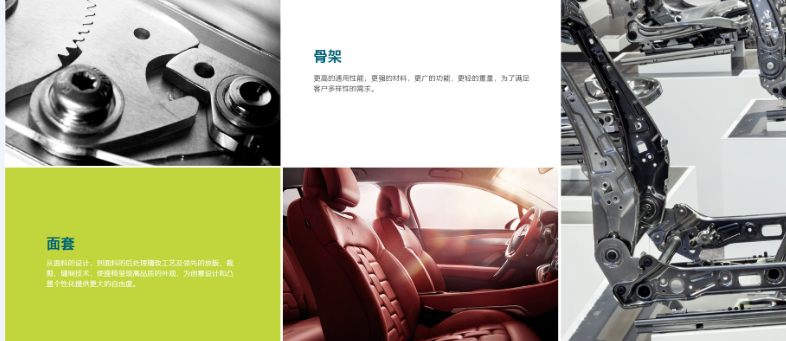 骨架
更高的通用性能、更强的材料、更广的功能、更轻的重量,为了满足
客户多样性的需求。
面套
从面料的设计、到面料的后处理精致工艺及领先的排版、裁
剪、缝制技术,使座椅呈现高品质的外观,为创意设计和凸
显个性化提供更大的自由度。